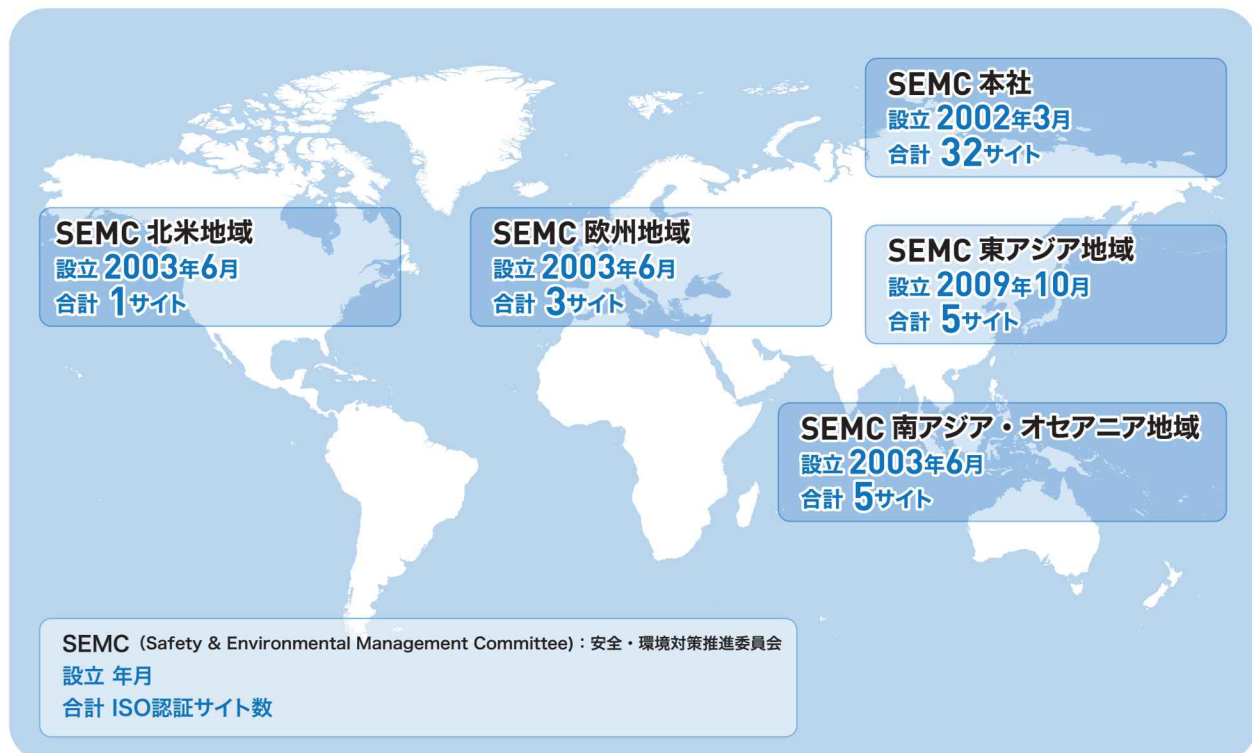 SEMC 本社
設立 2002年3月
合計 32サイト
SEMC 北米地域
設立 2003年6月
合計 1サイト
SEMC 欧州地域
設立 2003年6月
合計 3サイト
SEMC 東アジア地域
設立 2009年10月
合計 5サイト
SEMC 南アジア・オセアニア地域
設立 2003年6月
合計 5サイト
SEMC (Safety & Environmental Management Committee)：安全・環境対策推進委員会
設立 年月
合計 ISO認証サイト数